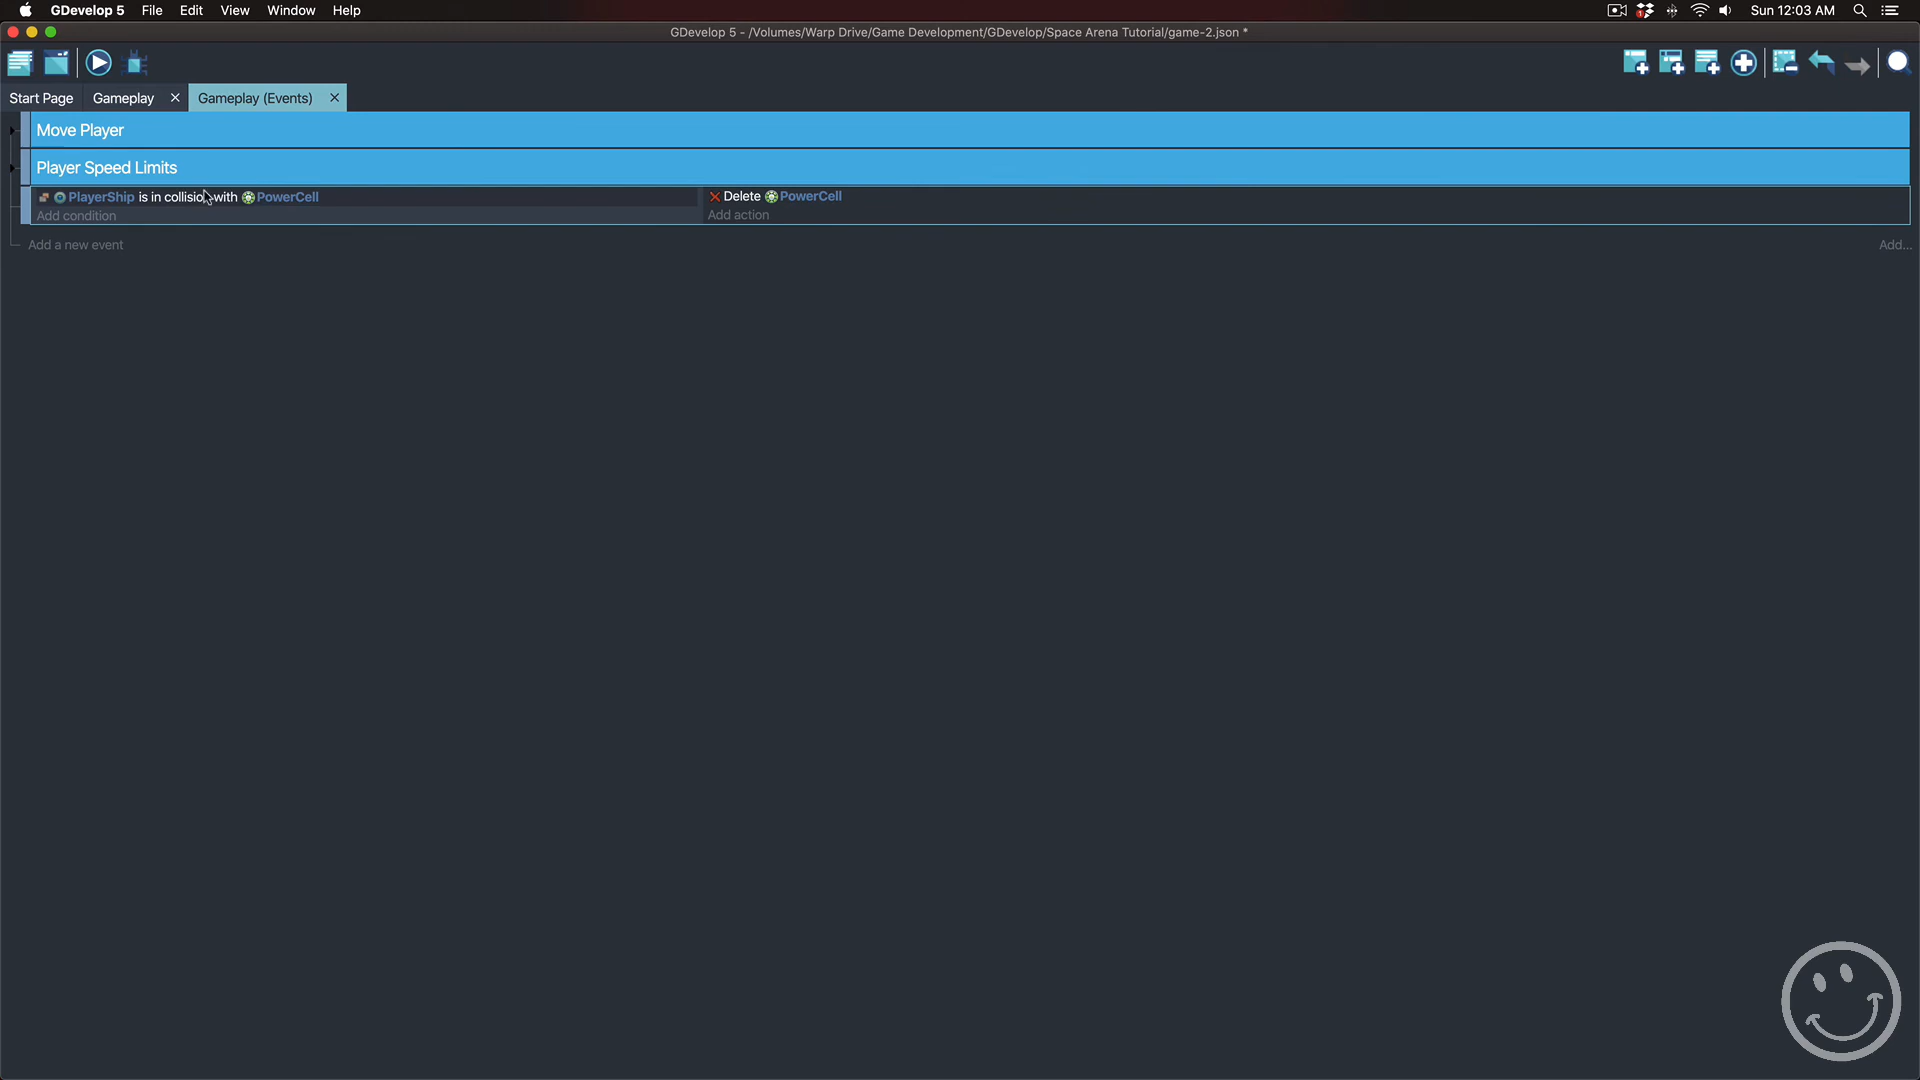 GDevelop 5 File Edit View Window Help Sun 12:03 AM
GDevelop 5 - /Volumes/Warp Drive/Game Development/GDevelop/Space Arena Tutorial/game-2.json *
Start Page Gameplay Gameplay (Events)
Move Player
Player Speed Limits
PlayerShip is in collision with PowerCell Delete PowerCell
Add condition Add action
Add a new event Add...